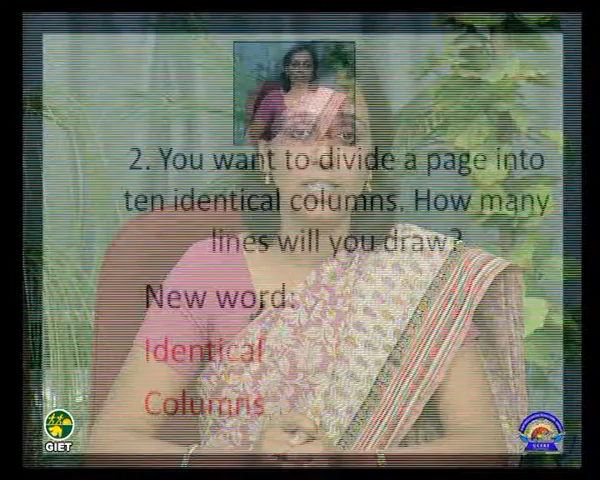 2. You want to divide a page into
ten identical columns. How many
lines will you draw?
New word:
Identical
Columns
GIET